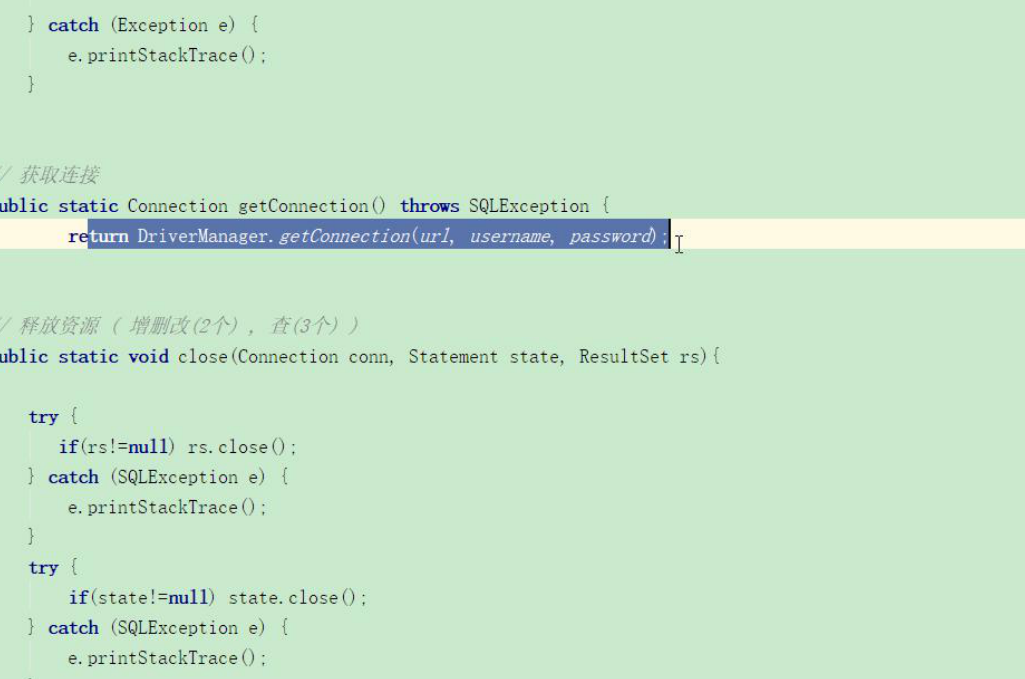 } catch (Exception e) {
e.printStackTrace();
}
/ 获取连接
ublic static Connection getConnection() throws SQLException {
return DriverManager.getConnection(url, username, password);
/ 释放资源 ( 增删改(2个) , 查(3个) )
ublic static void close(Connection conn, Statement state, ResultSet rs){
try {
if(rs!=null) rs.close();
} catch (SQLException e) {
e.printStackTrace();
}
try {
if(state!=null) state.close();
} catch (SQLException e) {
e.printStackTrace();